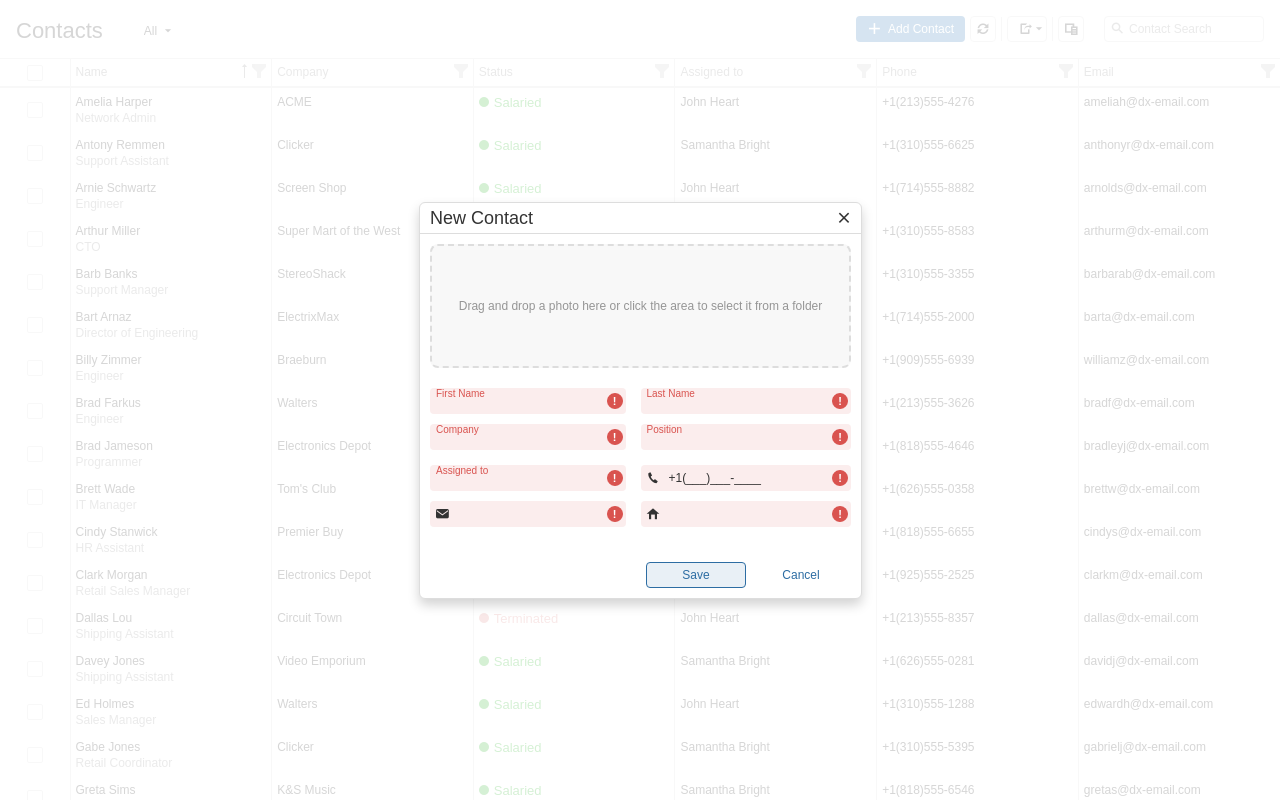 Contacts
All
Add Contact
Contact Search
Name
Company
Status
Assigned to
Phone
Email
Amelia Harper
Network Admin
ACME
Salaried
John Heart
+1(213)555-4276
ameliah@dx-email.com
Antony Remmen
Support Assistant
Clicker
Salaried
Samantha Bright
+1(310)555-6625
anthonyr@dx-email.com
Arnie Schwartz
Engineer
Screen Shop
Salaried
John Heart
+1(714)555-8882
arnolds@dx-email.com
Arthur Miller
CTO
Super Mart of the West
+1(310)555-8583
arthurm@dx-email.com
Barb Banks
Support Manager
StereoShack
+1(310)555-3355
barbarab@dx-email.com
Bart Arnaz
Director of Engineering
ElectrixMax
+1(714)555-2000
barta@dx-email.com
Billy Zimmer
Engineer
Braeburn
+1(909)555-6939
williamz@dx-email.com
Brad Farkus
Engineer
Walters
+1(213)555-3626
bradf@dx-email.com
Brad Jameson
Programmer
Electronics Depot
+1(818)555-4646
bradleyj@dx-email.com
Brett Wade
IT Manager
Tom's Club
+1(626)555-0358
brettw@dx-email.com
Cindy Stanwick
HR Assistant
Premier Buy
+1(818)555-6655
cindys@dx-email.com
Clark Morgan
Retail Sales Manager
Electronics Depot
+1(925)555-2525
clarkm@dx-email.com
Dallas Lou
Shipping Assistant
Circuit Town
Terminated
John Heart
+1(213)555-8357
dallas@dx-email.com
Davey Jones
Shipping Assistant
Video Emporium
Salaried
Samantha Bright
+1(626)555-0281
davidj@dx-email.com
Ed Holmes
Sales Manager
Walters
Salaried
John Heart
+1(310)555-1288
edwardh@dx-email.com
Gabe Jones
Retail Coordinator
Clicker
Salaried
Samantha Bright
+1(310)555-5395
gabrielj@dx-email.com
Greta Sims
K&S Music
Salaried
Samantha Bright
+1(818)555-6546
gretas@dx-email.com
New Contact
Drag and drop a photo here or click the area to select it from a folder
First Name
Last Name
Company
Position
Assigned to
+1(___)___-____
Save
Cancel